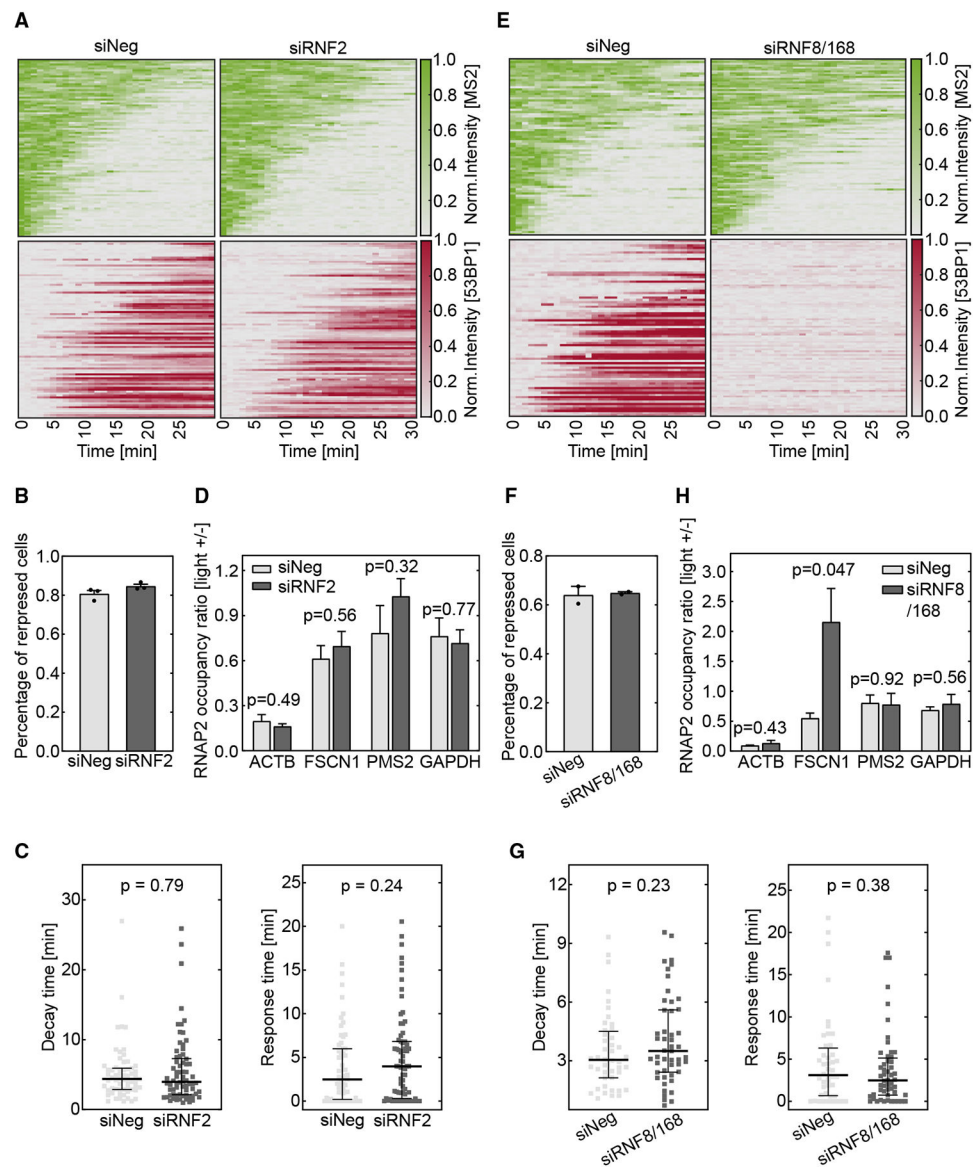 A
siNeg
siRNF2
1.0
0.8
0.6
0.4
0.2
Norm.Intensity [MS2]
1.0
0.8
0.6
0.4
0.2
0.0
Norm.Intensity [53BP1]
0 5 10 15 20 25 0 5 10 15 20 25 30
Time [min]
Time [min]
E
siNeg
siRNF8/168
1.0
0.8
0.6
0.4
0.2
Norm.Intensity [MS2]
1.0
0.8
0.6
0.4
0.2
0.0
Norm.Intensity [53BP1]
0 5 10 15 20 25 0 5 10 15 20 25 30
Time [min]
Time [min]
B
Percentage of repressed cells
1.0
0.8
0.6
0.4
0.2
0.0
siNeg siRNF2
D
RNAP2 occupancy ratio [light +/-]
1.2
0.9
0.6
0.3
0.0
siNeg
siRNF2
p=0.49
p=0.56
p=0.32
p=0.77
ACTB FSCN1 PMS2 GAPDH
F
Percentage of repressed cells
0.8
0.6
0.4
0.2
0.0
siNeg
siRNF8/168
H
RNAP2 occupancy ratio [light +/-]
3.0
2.5
2.0
1.5
1.0
0.5
0.0
siNeg
siRNF8
/168
p=0.43
p=0.047
p=0.92
p=0.56
ACTB FSCN1 PMS2 GAPDH
C
Decay time [min]
30
20
10
0
p = 0.79
siNeg siRNF2
Response time [min]
25
20
15
10
5
0
p = 0.24
siNeg siRNF2
G
Decay time [min]
12
9
6
3
p = 0.23
siNeg
siRNF8/168
Response time [min]
25
20
15
10
5
0
p = 0.38
siNeg
siRNF8/168